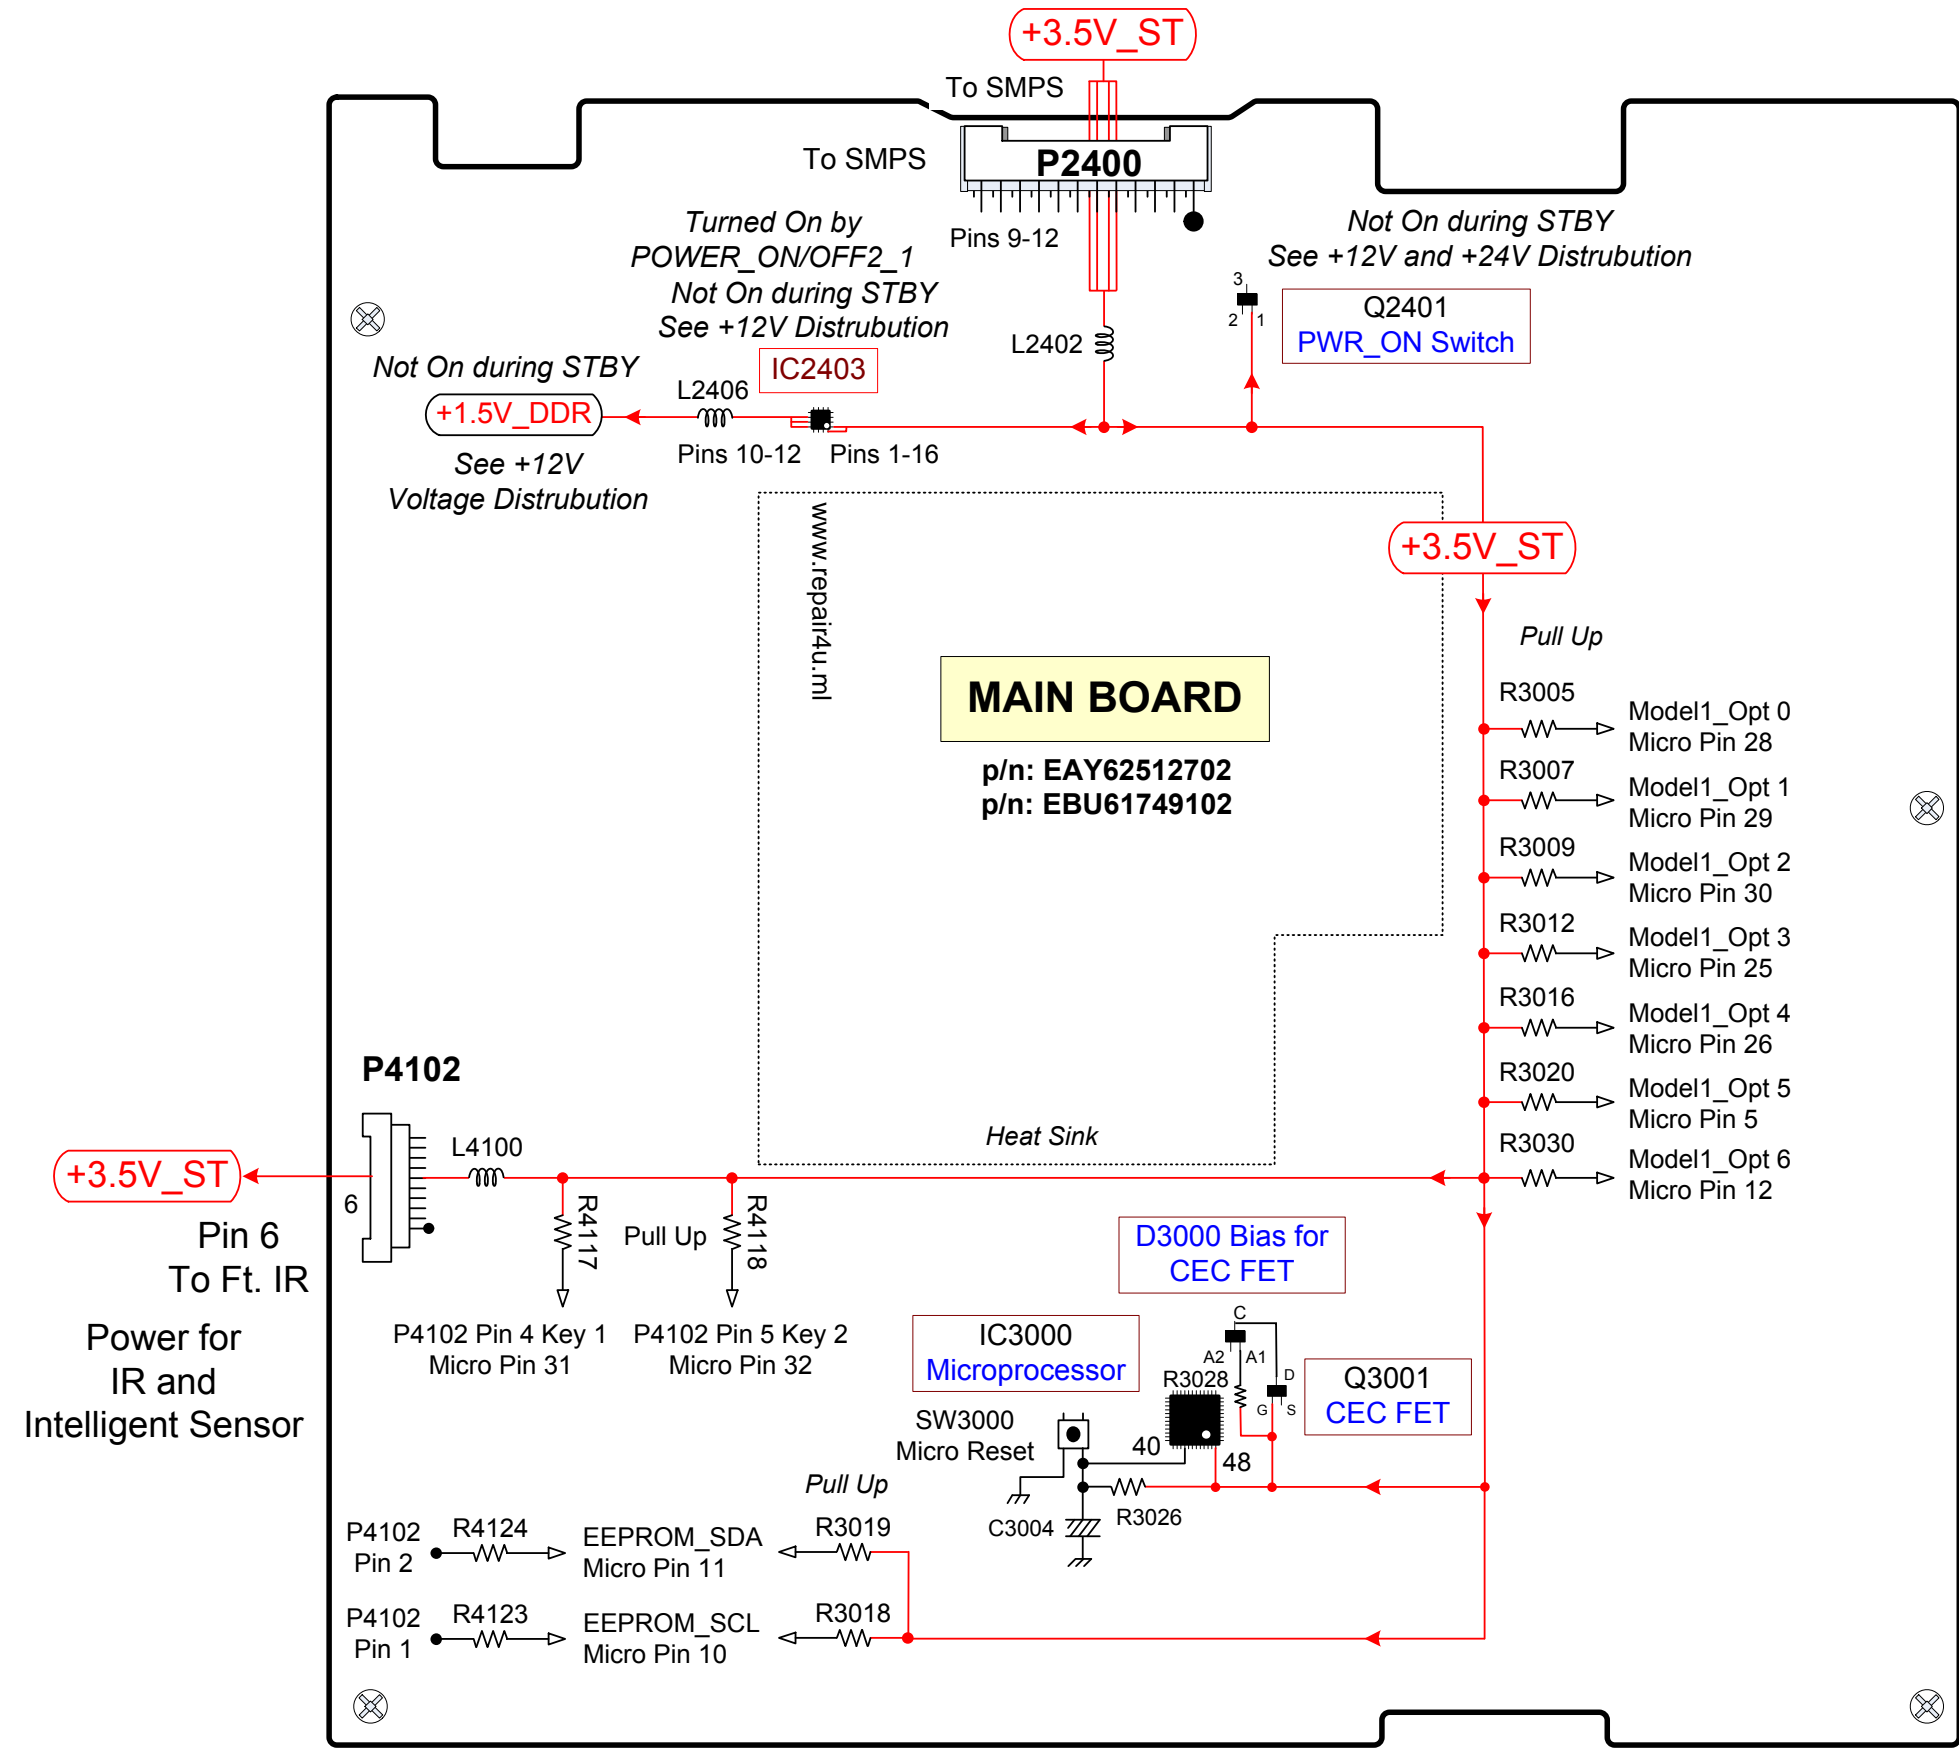 +3.5V_ST
To SMPS
To SMPS
P2400
Pins 9-12
Turned On by
POWER_ON/OFF2_1
Not On during STBY
See +12V Distrubution
IC2403
Not On during STBY
See +12V and +24V Distrubution
3
2
1
Q2401
PWR_ON Switch
L2402
Not On during STBY
L2406
+1.5V_DDR
Pins 10-12
Pins 1-16
See +12V
Voltage Distrubution
www.repair4u.ml
+3.5V_ST
Pull Up
MAIN BOARD
p/n: EAY62512702
p/n: EBU61749102
R3005
Model1_Opt 0
Micro Pin 28
R3007
Model1_Opt 1
Micro Pin 29
R3009
Model1_Opt 2
Micro Pin 30
R3012
Model1_Opt 3
Micro Pin 25
R3016
Model1_Opt 4
Micro Pin 26
R3020
Model1_Opt 5
Micro Pin 5
R3030
Model1_Opt 6
Micro Pin 12
Heat Sink
P4102
L4100
+3.5V_ST
6
Pin 6
To Ft. IR
Power for
IR and
Intelligent Sensor
R4117
Pull Up
R4118
P4102 Pin 4 Key 1
Micro Pin 31
P4102 Pin 5 Key 2
Micro Pin 32
D3000 Bias for
CEC FET
IC3000
Microprocessor
C
A2
A1
R3028
D
G
S
Q3001
CEC FET
SW3000
Micro Reset
40
48
Pull Up
C3004
R3026
P4102
Pin 2
R4124
EEPROM_SDA
Micro Pin 11
R3019
P4102
Pin 1
R4123
EEPROM_SCL
Micro Pin 10
R3018